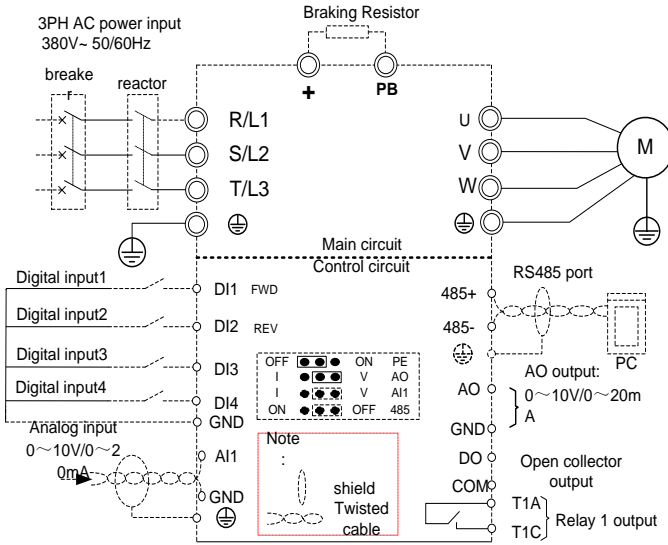 Braking Resistor
3PH AC power input
380V~ 50/60Hz
breake
r
reactor
+
PB
R/L1
S/L2
T/L3
U
V
W
M
Main circuit
Control circuit
Digital input1
DI1 FWD
Digital input2
DI2 REV
Digital input3
DI3
Digital input4
DI4
GND
Analog input
0～10V/0～2
0mA
AI1
GND
OFF ON PE
I V AO
I V AI1
ON OFF 485
Note
:
shield
Twisted
cable
RS485 port
485+
485-
PC
AO output:
AO
0～10V/0～20m
A
GND
DO
COM
Open collector
output
T1A
T1C
Relay 1 output